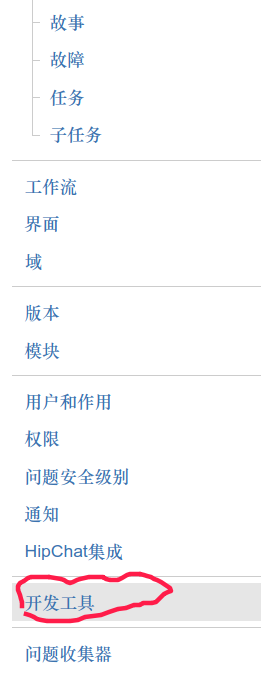 故事
故障
任务
子任务
工作流
界面
域
版本
模块
用户和作用
权限
问题安全级别
通知
HipChat集成
开发工具
问题收集器